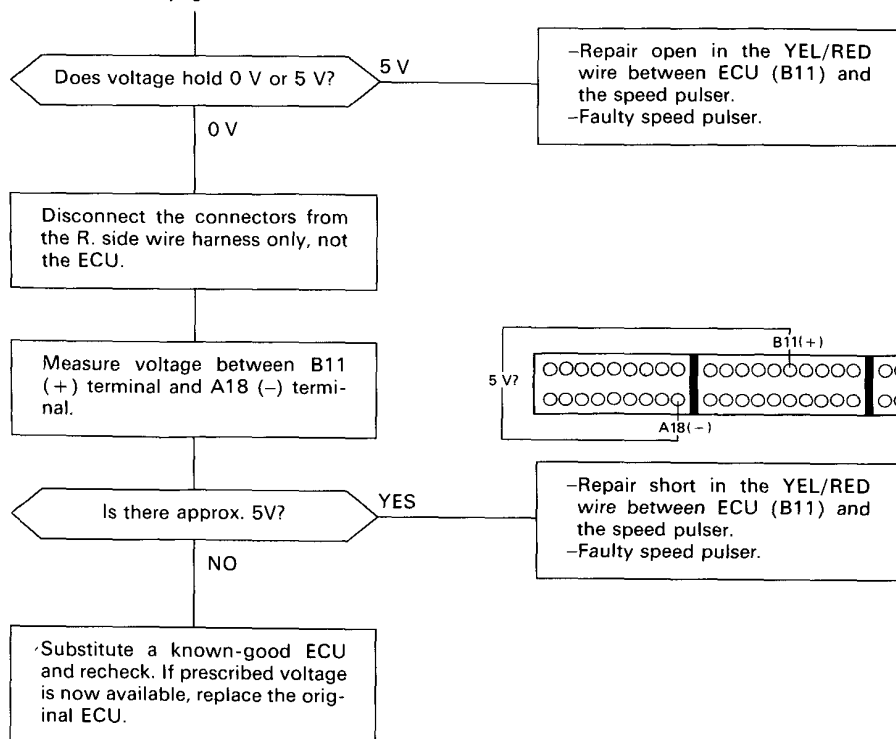 Does voltage hold 0 V or 5 V?
5 V
–Repair open in the YEL/RED
wire between ECU (B11) and
the speed pulser.
–Faulty speed pulser.
0 V
Disconnect the connectors from
the R. side wire harness only, not
the ECU.
Measure voltage between B11
(+) terminal and A18 (–) termi-
nal.
B11(+)
5 V?
A18(–)
Is there approx. 5V?
YES
–Repair short in the YEL/RED
wire between ECU (B11) and
the speed pulser.
–Faulty speed pulser.
NO
Substitute a known-good ECU
and recheck. If prescribed voltage
is now available, replace the orig-
inal ECU.